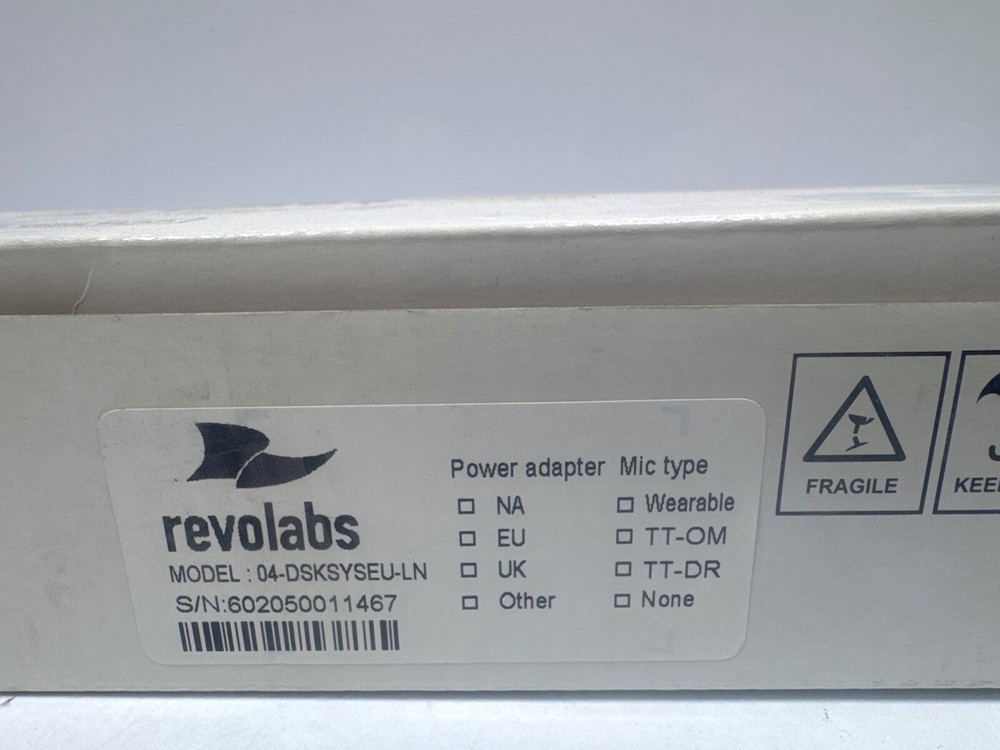 revolabs
MODEL : 04-DSKSYSEU-LN
S/N:602050011467
Power adapter
NA
EU
UK
Other
Mic type
Wearable
TT-OM
TT-DR
None
FRAGILE